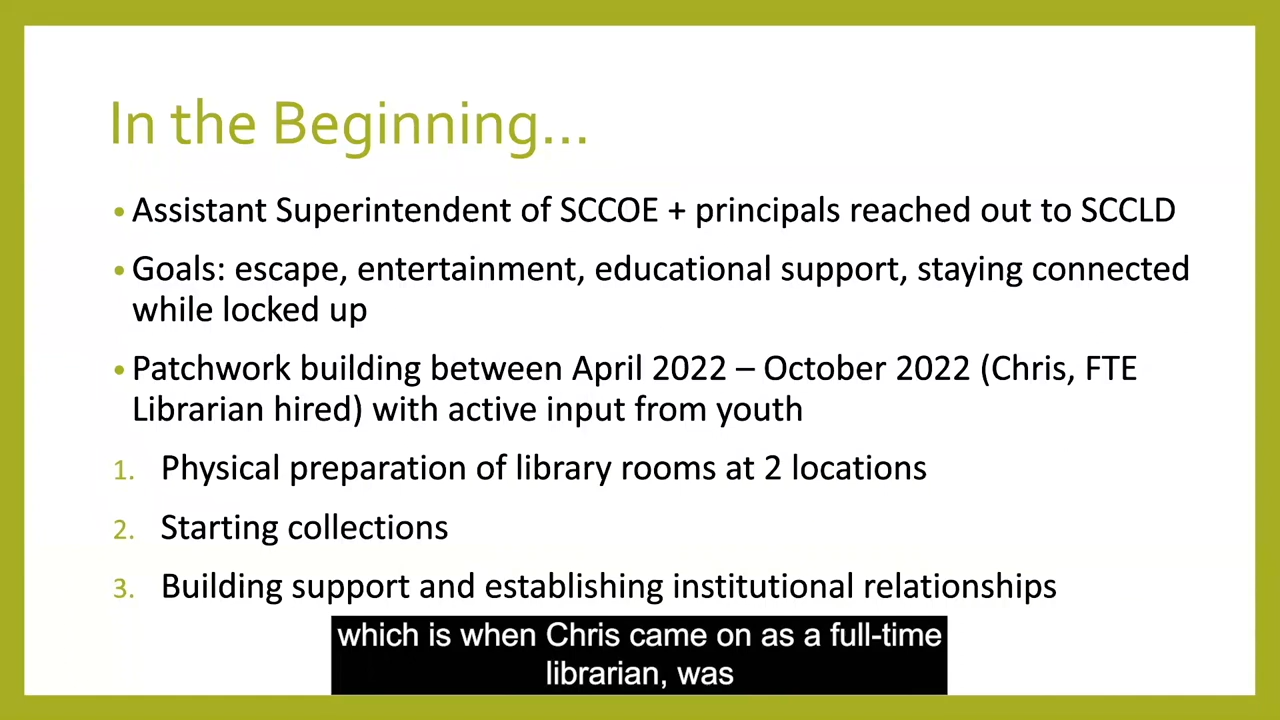 In the Beginning...
• Assistant Superintendent of SCCOE + principals reached out to SCCLD
• Goals: escape, entertainment, educational support, staying connected
while locked up
• Patchwork building between April 2022 – October 2022 (Chris, FTE
Librarian hired) with active input from youth
1. Physical preparation of library rooms at 2 locations
2. Starting collections
3. Building support and establishing institutional relationships
which is when Chris came on as a full-time
librarian, was